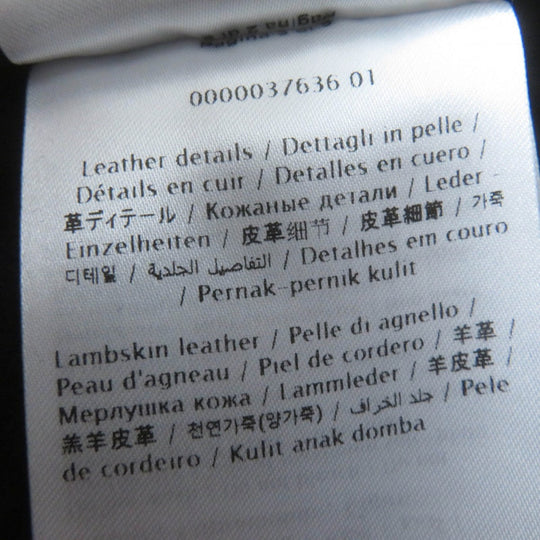 0000037636 01
Leather details / Dettagli in pelle /
Détails en cuir / Detalles en cuero /
革ディテール / Кожаные детали / Leder -
Einzelheiten / 皮革细节 / 皮革細節 / 가죽
디테일 / التفاصيل الجلدية / Detalhes em couro
/ Pernak-pernik kulit
Lambskin leather / Pelle di agnello /
Peau d'agneau / Piel de cordero / 羊革 /
Мерлушка кожа / Lammleder / 羊皮革 /
羔羊皮革 / 천연가죽(양가죽) / جلد الخراف / Pele
de cordeiro / Kulit anak domba